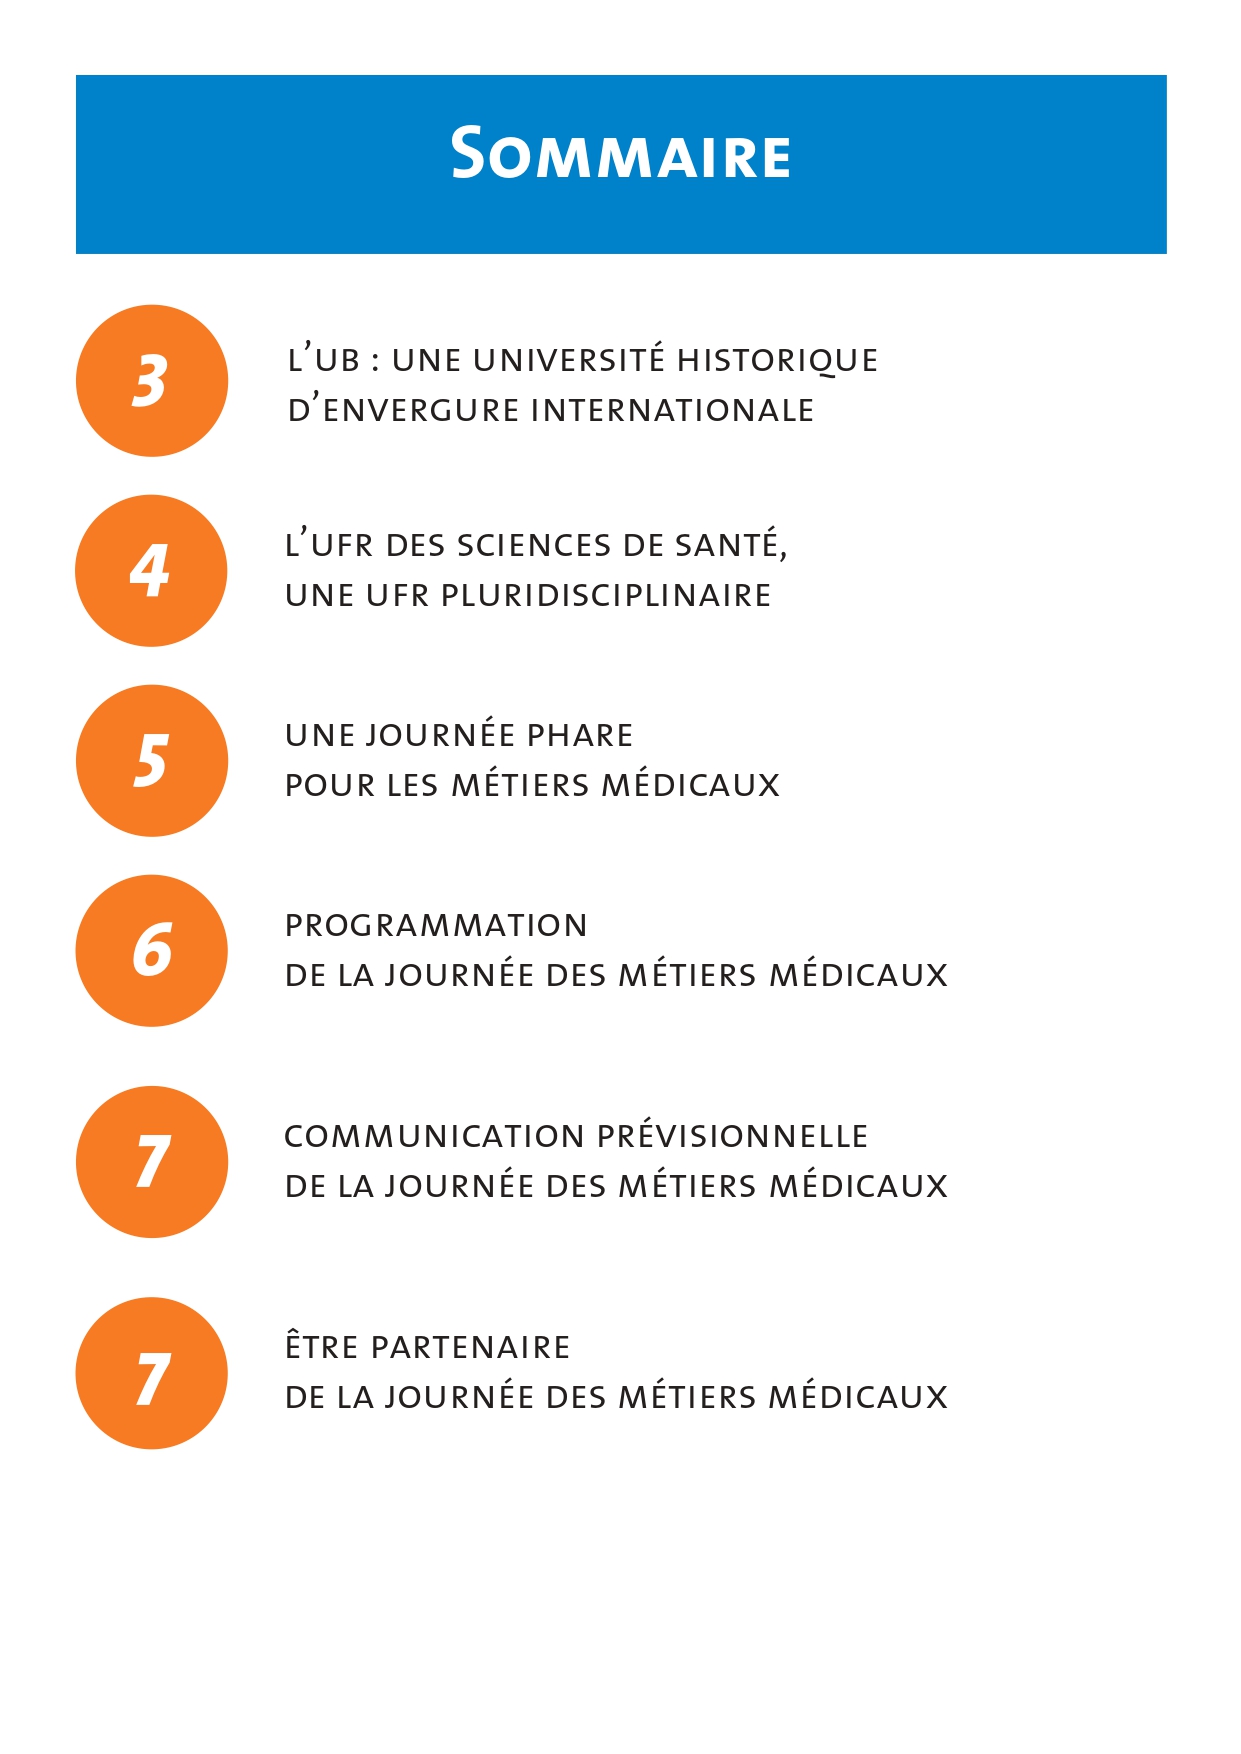 Sommaire
3
l’ub : une université historique
d’envergure internationale
4
l’ufr des sciences de santé,
une ufr pluridisciplinaire
5
une journée phare
pour les métiers médicaux
6
programmation
de la journée des métiers médicaux
7
communication prévisionnelle
de la journée des métiers médicaux
7
être partenaire
de la journée des métiers médicaux